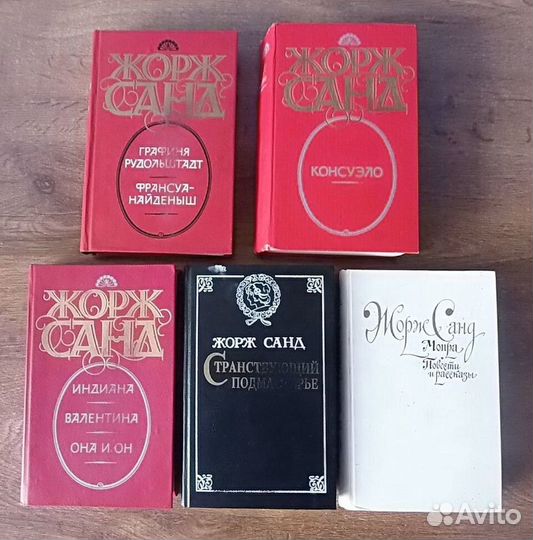 ЖОРЖ
САНД
ГРАФИНЯ
РУДОЛЬШТАДТ
ФРАНСУА-
НАЙДЕНЫШ
ЖОРЖ
САНД
КОНСУЭЛО
ЖОРЖ
САНД
ИНДИАНА
ВАЛЕНТИНА
ОНА И ОН
ЖОРЖ САНД
СТРАНСТВУЮЩИЙ
ПОДМАСТЕРЬЕ
Жорж Санд
Мопра
Повести
и рассказы
Avito